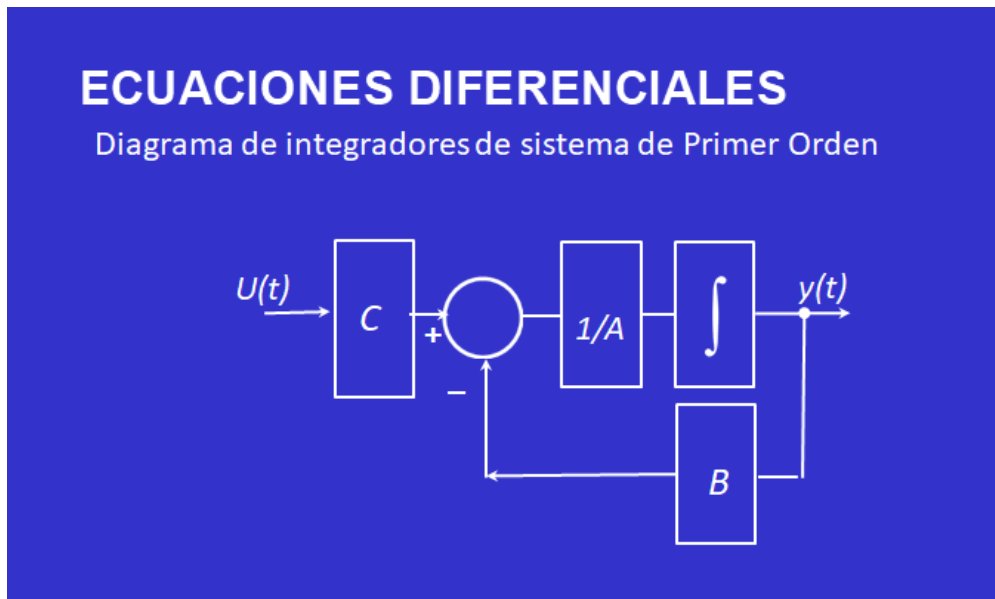 ECUACIONES DIFERENCIALES
Diagrama de integradores de sistema de Primer Orden
U(t)
C
+
−
1/A
∫
y(t)
B